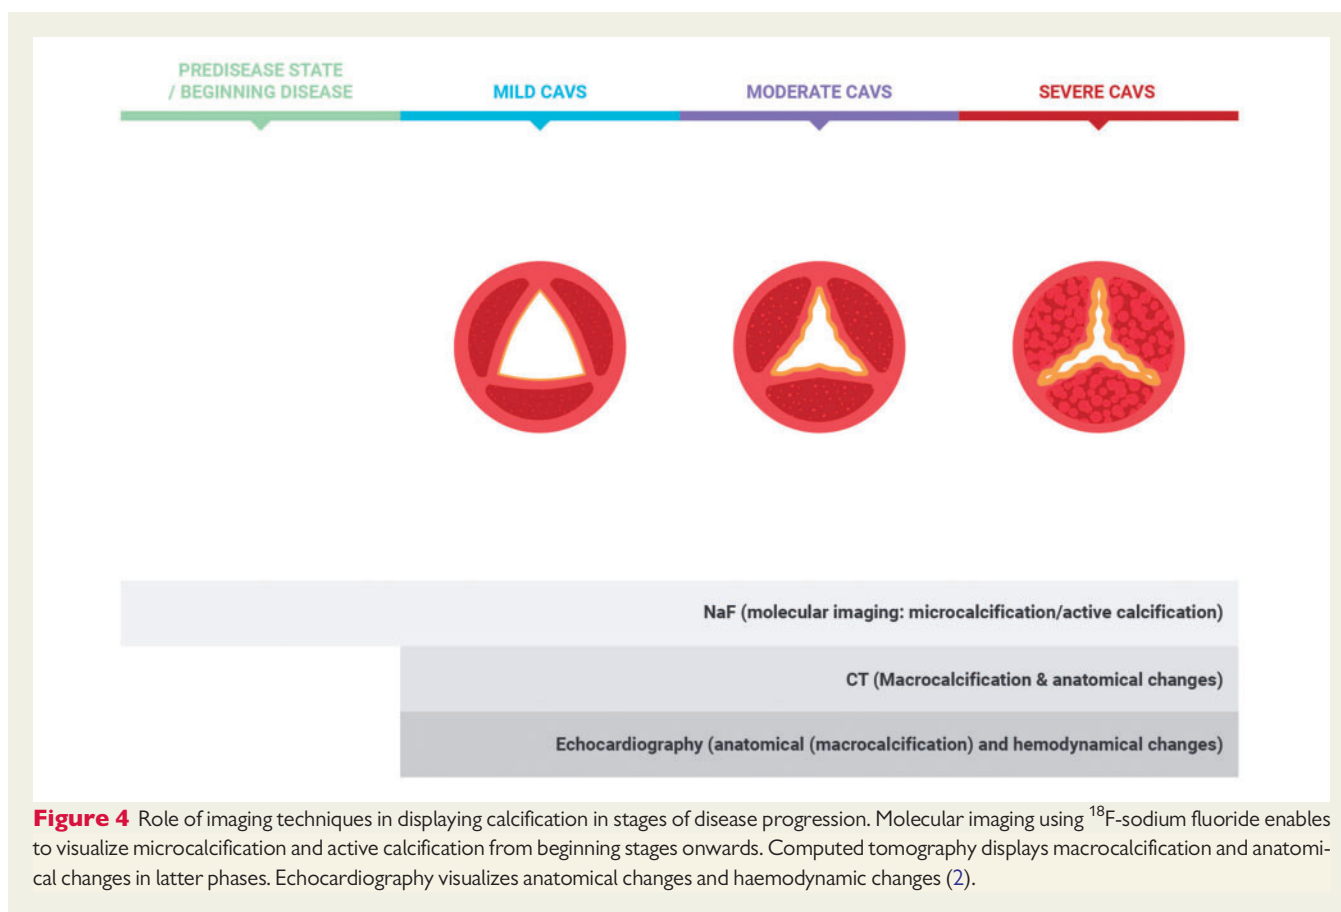 PREDISEASE STATE
/ BEGINNING DISEASE
MILD CAVS
MODERATE CAVS
SEVERE CAVS
NaF (molecular imaging: microcalcification/active calcification)
CT (Macrocalcification & anatomical changes)
Echocardiography (anatomical (macrocalcification) and hemodynamical changes)
Figure 4 Role of imaging techniques in displaying calcification in stages of disease progression. Molecular imaging using ¹⁸F-sodium fluoride enables
to visualize microcalcification and active calcification from beginning stages onwards. Computed tomography displays macrocalcification and anatomi-
cal changes in latter phases. Echocardiography visualizes anatomical changes and haemodynamic changes (2).